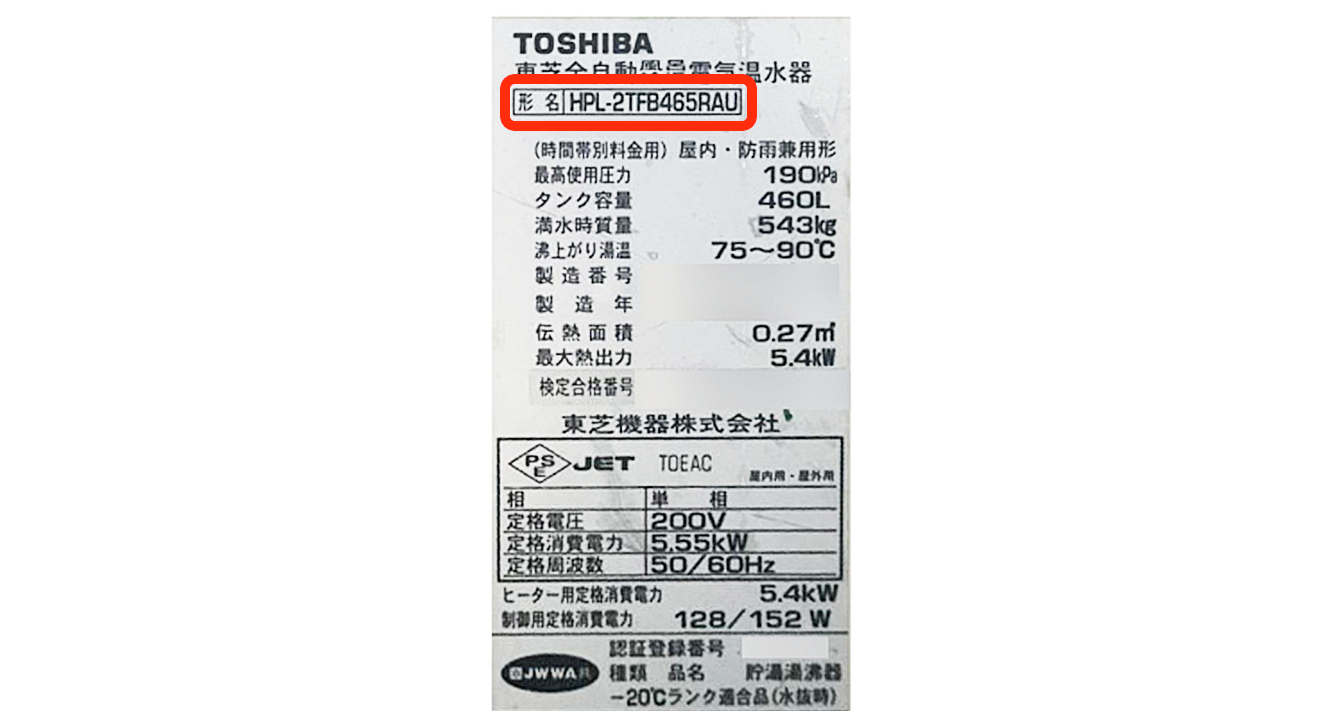 TOSHIBA
東芝全自動風呂電気温水器
形名 HPL-2TFB465RAU
(時間帯別料金用) 屋内・防雨兼用形
最高使用圧力 190kPa
タンク容量 460L
満水時質量 543kg
沸上がり湯温 75～90℃
製造番号
製造年
伝熱面積 0.27㎡
最大熱出力 5.4kW
検定合格番号
東芝機器株式会社
PSE JET TOEAC 屋内用・屋外用
相 単相
定格電圧 200V
定格消費電力 5.55kW
定格周波数 50/60Hz
ヒーター用定格消費電力 5.4kW
制御用定格消費電力 128/152W
認証登録番号
JWWA 種類 品名 貯湯湯沸器
-20℃ランク適合品(水抜時)